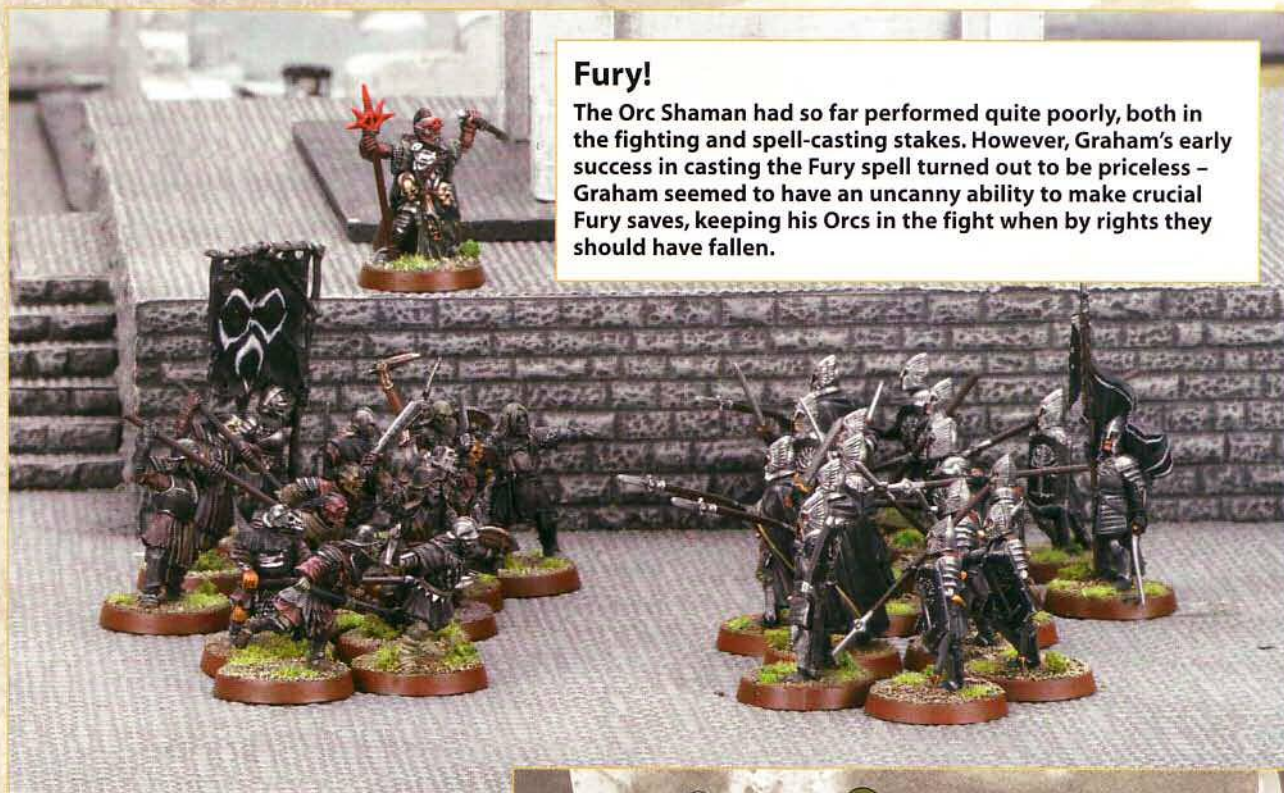 Fury!
The Orc Shaman had so far performed quite poorly, both in
the fighting and spell-casting stakes. However, Graham’s early
success in casting the Fury spell turned out to be priceless –
Graham seemed to have an uncanny ability to make crucial
Fury saves, keeping his Orcs in the fight when by rights they
should have fallen.